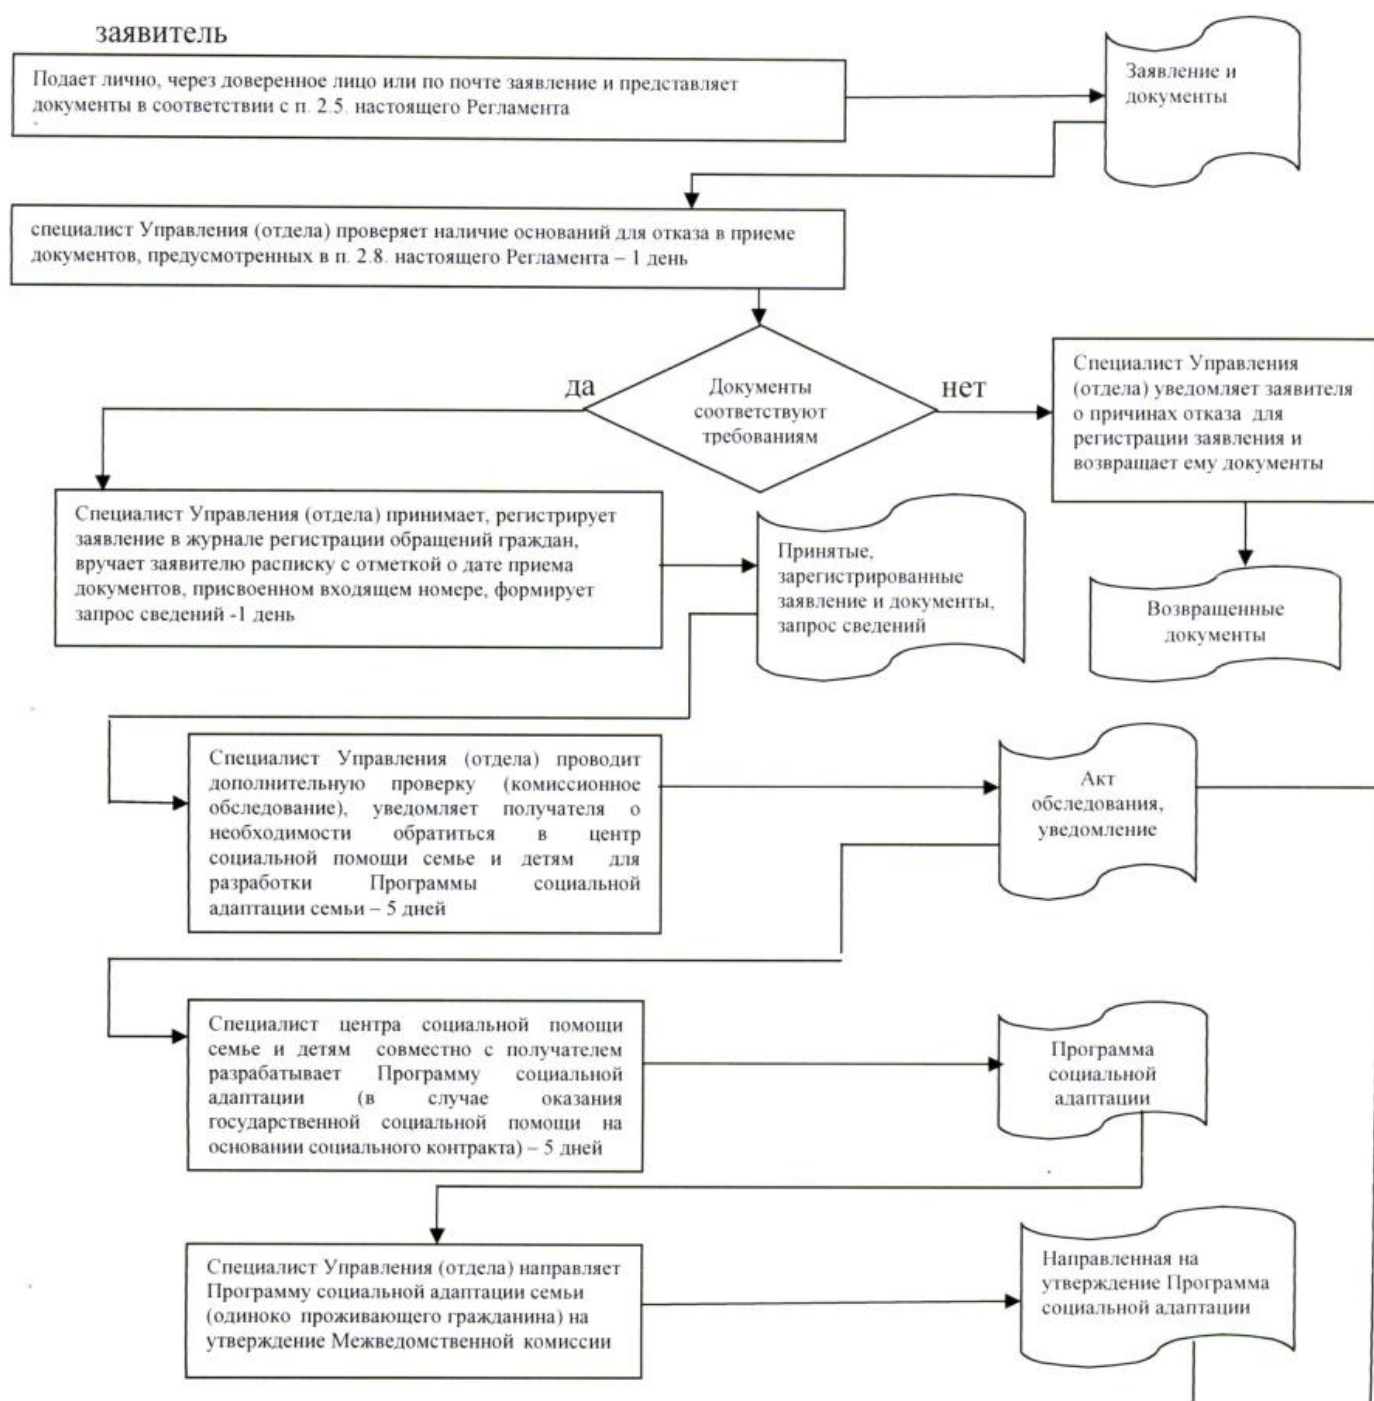 заявитель
Подает лично, через доверенное лицо или по почте заявление и представляет
документы в соответствии с п. 2.5. настоящего Регламента
Заявление и
документы
специалист Управления (отдела) проверяет наличие оснований для отказа в приеме
документов, предусмотренных в п. 2.8. настоящего Регламента – 1 день
да
Документы
соответствуют
требованиям
нет
Специалист Управления
(отдела) уведомляет заявителя
о причинах отказа для
регистрации заявления и
возвращает ему документы
Специалист Управления (отдела) принимает, регистрирует
заявление в журнале регистрации обращений граждан,
вручает заявителю расписку с отметкой о дате приема
документов, присвоенном входящем номере, формирует
запрос сведений -1 день
Принятые,
зарегистрированные
заявление и документы,
запрос сведений
Возвращенные
документы
Специалист Управления (отдела) проводит
дополнительную проверку (комиссионное
обследование), уведомляет получателя о
необходимости обратиться в центр
социальной помощи семье и детям для
разработки Программы социальной
адаптации семьи – 5 дней
Акт
обследования,
уведомление
Специалист центра социальной помощи
семье и детям совместно с получателем
разрабатывает Программу социальной
адаптации (в случае оказания
государственной социальной помощи на
основании социального контракта) – 5 дней
Программа
социальной
адаптации
Специалист Управления (отдела) направляет
Программу социальной адаптации семьи
(одиноко проживающего гражданина) на
утверждение Межведомственной комиссии
Направленная на
утверждение Программа
социальной адаптации